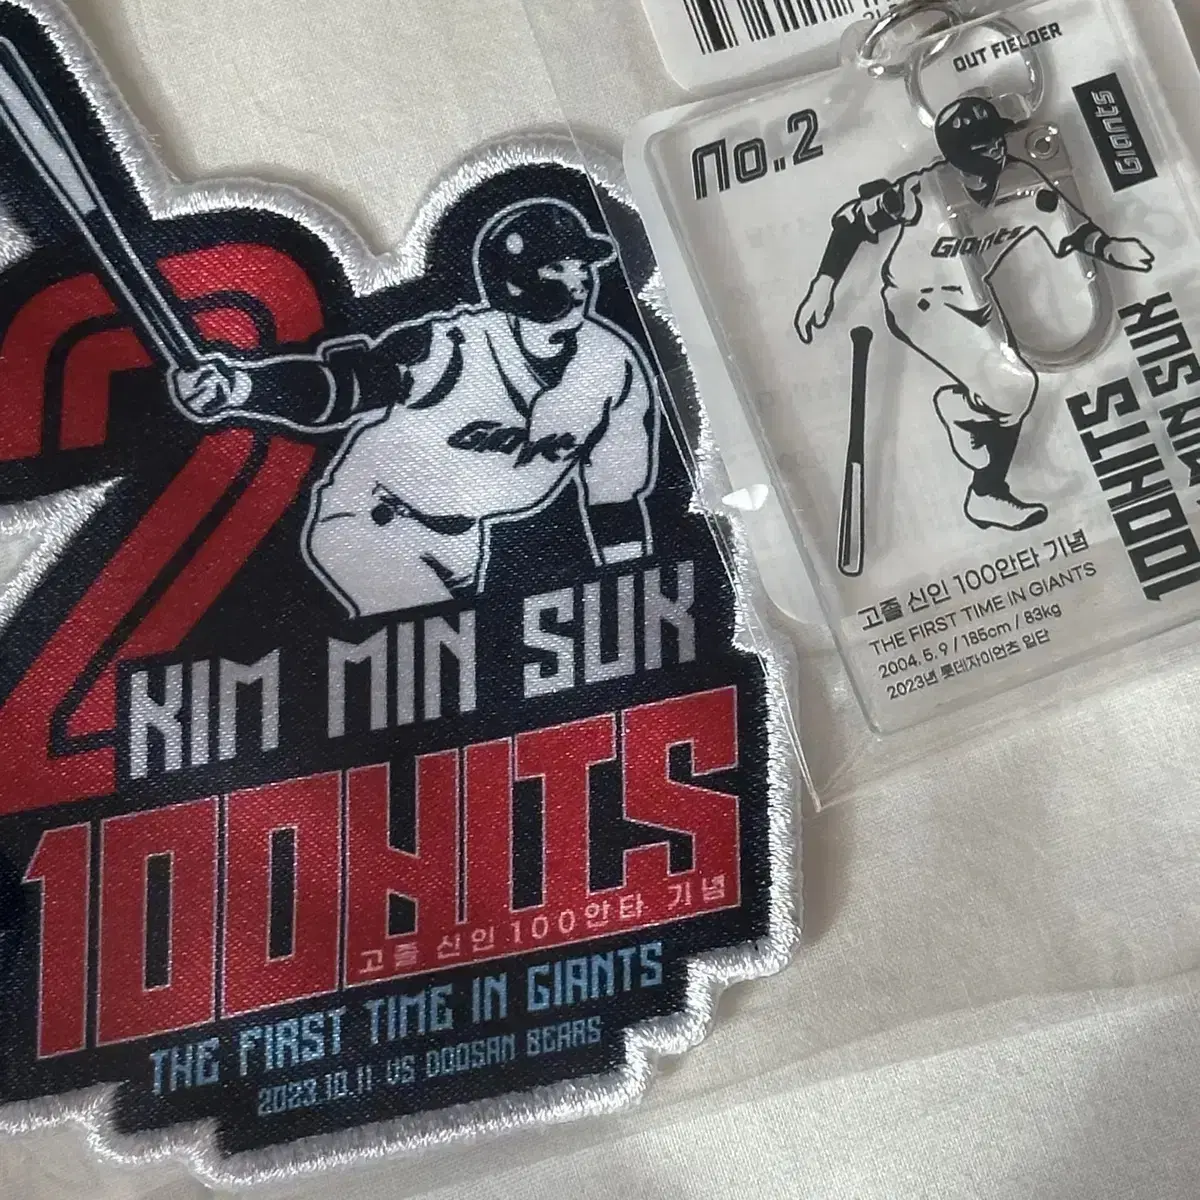 2
Giants
KIM MIN SUK
100HITS
고졸 신인 100안타 기념
THE FIRST TIME IN GIANTS
2023.10.11 VS DOOSAN BEARS
OUT FIELDER
No.2
Giants
Giants
100HITS
MIN SUK
고졸 신인 100안타 기념
THE FIRST TIME IN GIANTS
2004. 5. 9 / 185cm / 83kg
2023년 롯데자이언츠 입단